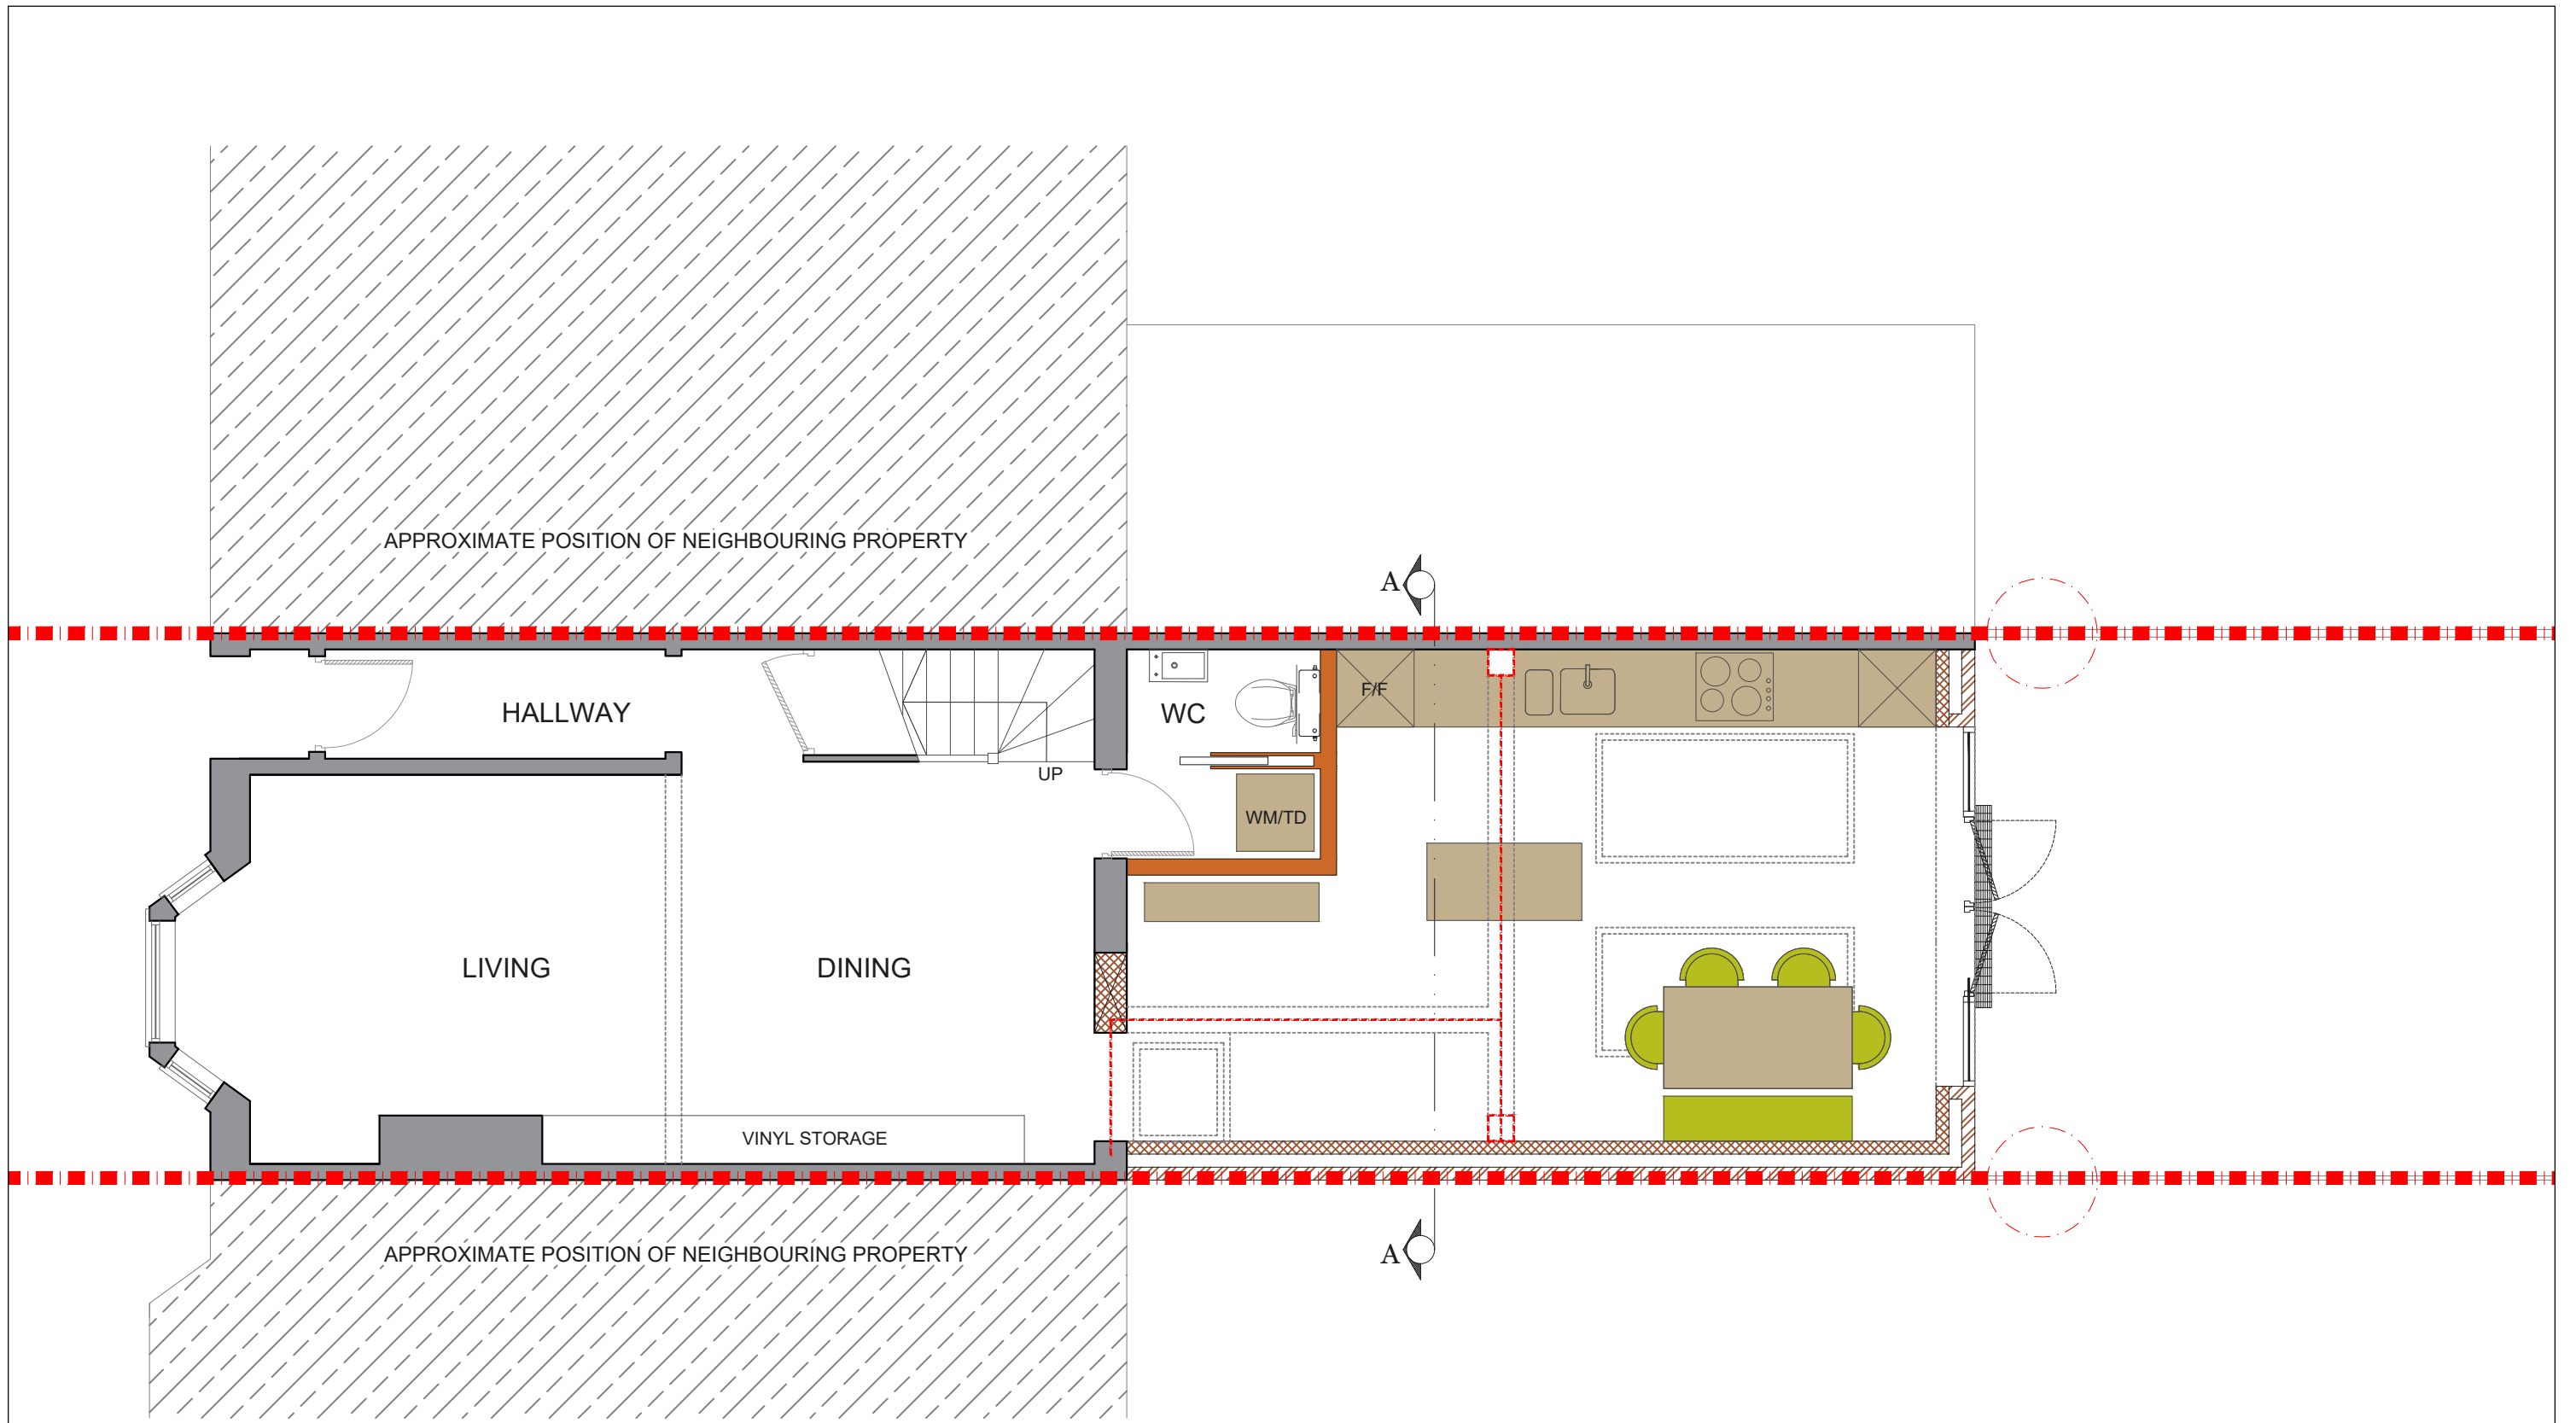 APPROXIMATE POSITION OF NEIGHBOURING PROPERTY
A
F/F
HALLWAY
WC
UP
WM/TD
LIVING
DINING
VINYL STORAGE
APPROXIMATE POSITION OF NEIGHBOURING PROPERTY
A